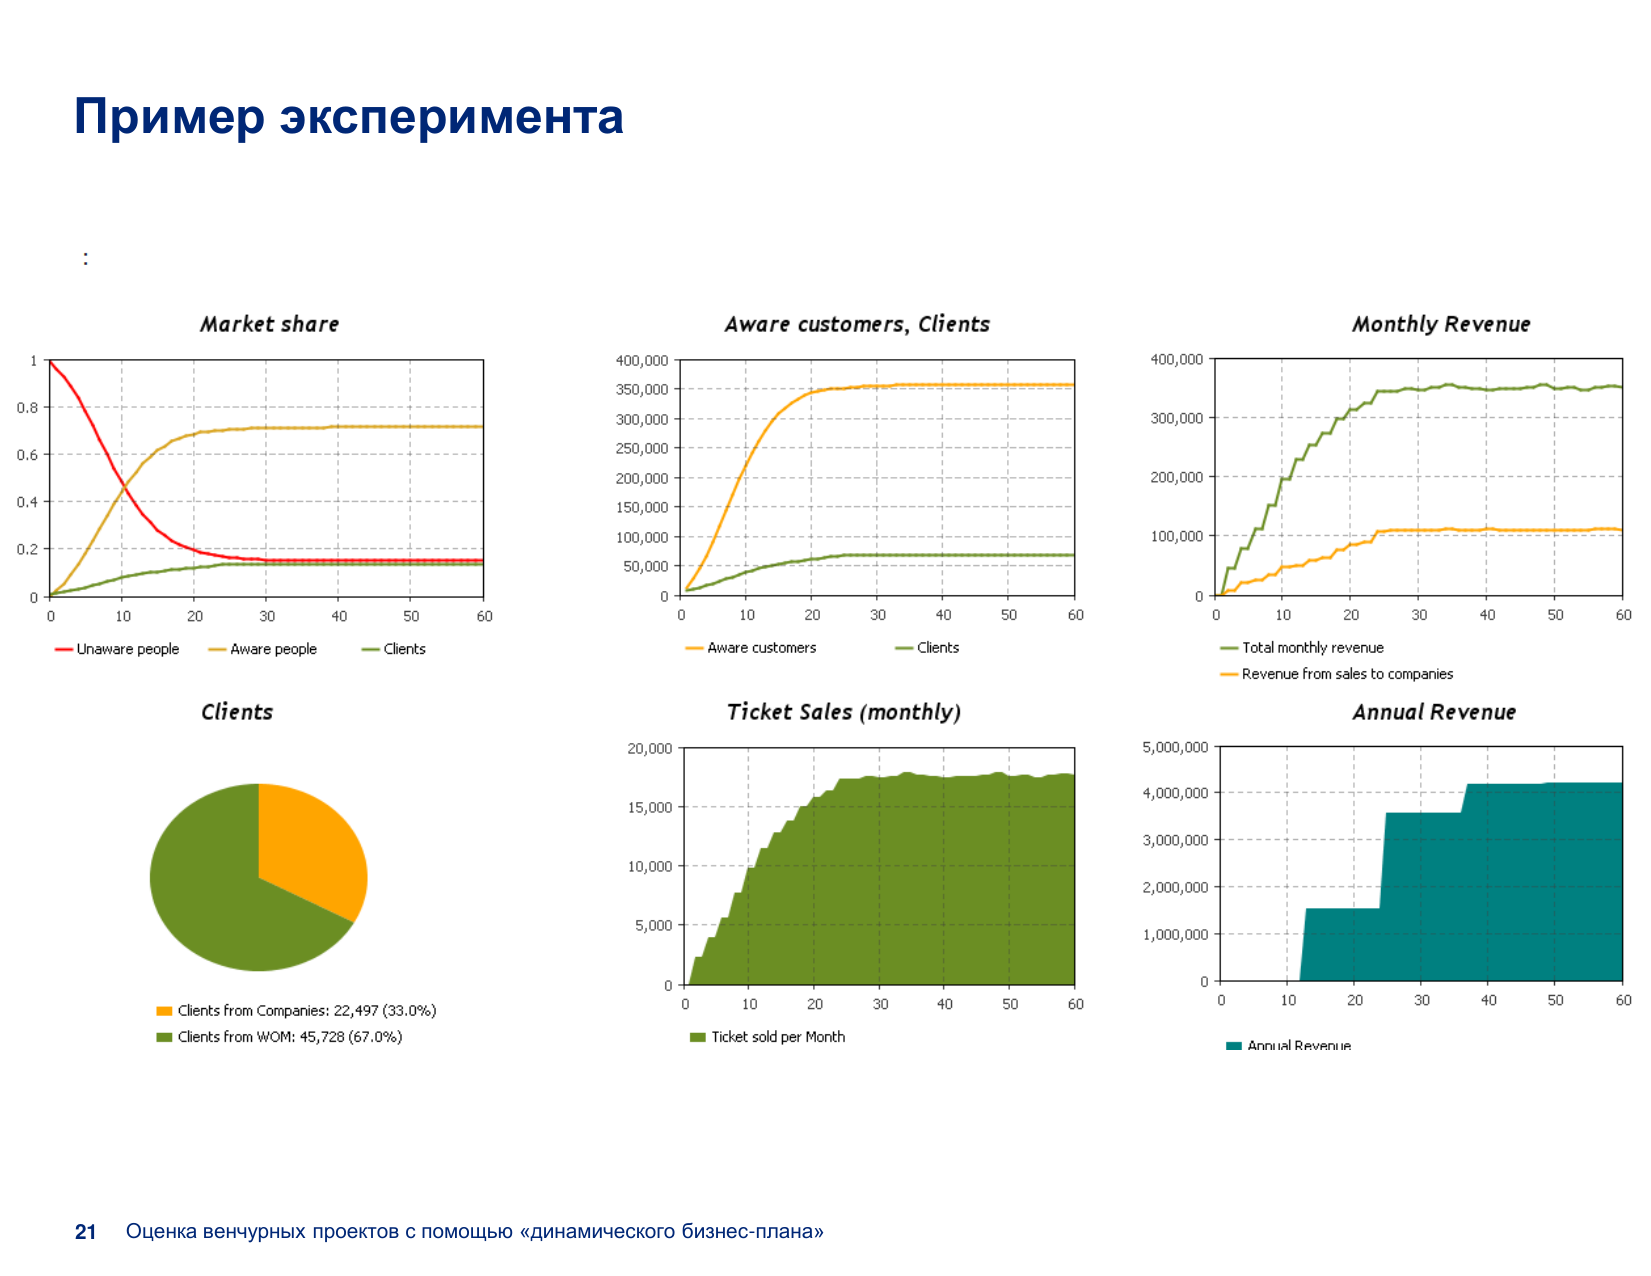 Пример эксперимента
:
Market share
1
0.8
0.6
0.4
0.2
0
0 10 20 30 40 50 60
Unaware people Aware people Clients
Aware customers, Clients
400,000
350,000
300,000
250,000
200,000
150,000
100,000
50,000
0
0 10 20 30 40 50 60
Aware customers Clients
Monthly Revenue
400,000
300,000
200,000
100,000
0
0 10 20 30 40 50 60
Total monthly revenue
Revenue from sales to companies
Clients
Clients from Companies: 22,497 (33.0%)
Clients from WOM: 45,728 (67.0%)
Ticket Sales (monthly)
20,000
15,000
10,000
5,000
0
0 10 20 30 40 50 60
Ticket sold per Month
Annual Revenue
5,000,000
4,000,000
3,000,000
2,000,000
1,000,000
0
0 10 20 30 40 50 60
Annual Revenue
21 Оценка венчурных проектов с помощью «динамического бизнес-плана»